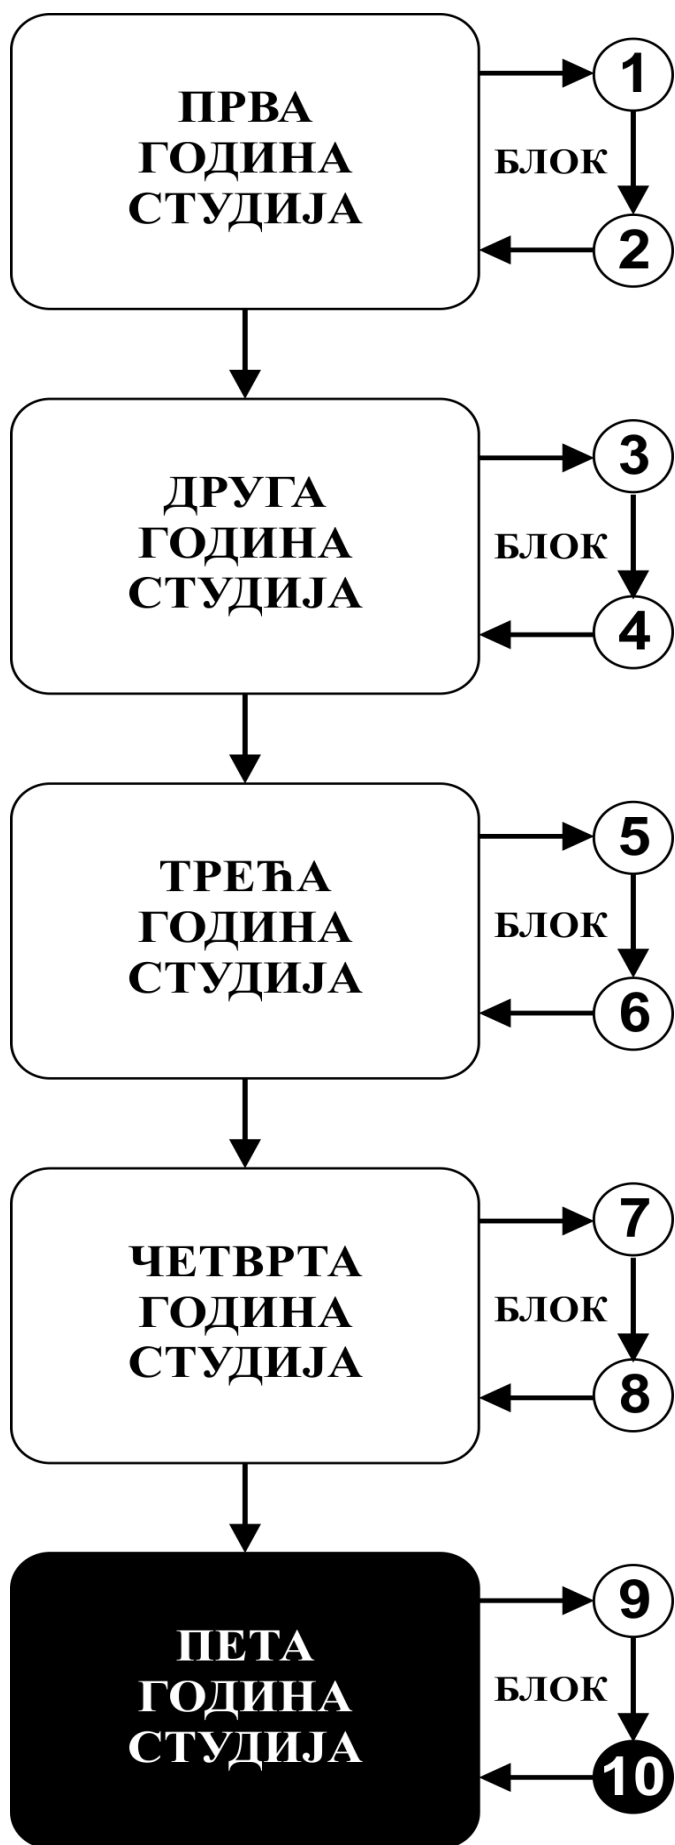 ПРВА
ГОДИНА
СТУДИЈА
1
БЛОК
2
ДРУГА
ГОДИНА
СТУДИЈА
3
БЛОК
4
ТРЕЋА
ГОДИНА
СТУДИЈА
5
БЛОК
6
ЧЕТВРТА
ГОДИНА
СТУДИЈА
7
БЛОК
8
ПЕТА
ГОДИНА
СТУДИЈА
9
БЛОК
10